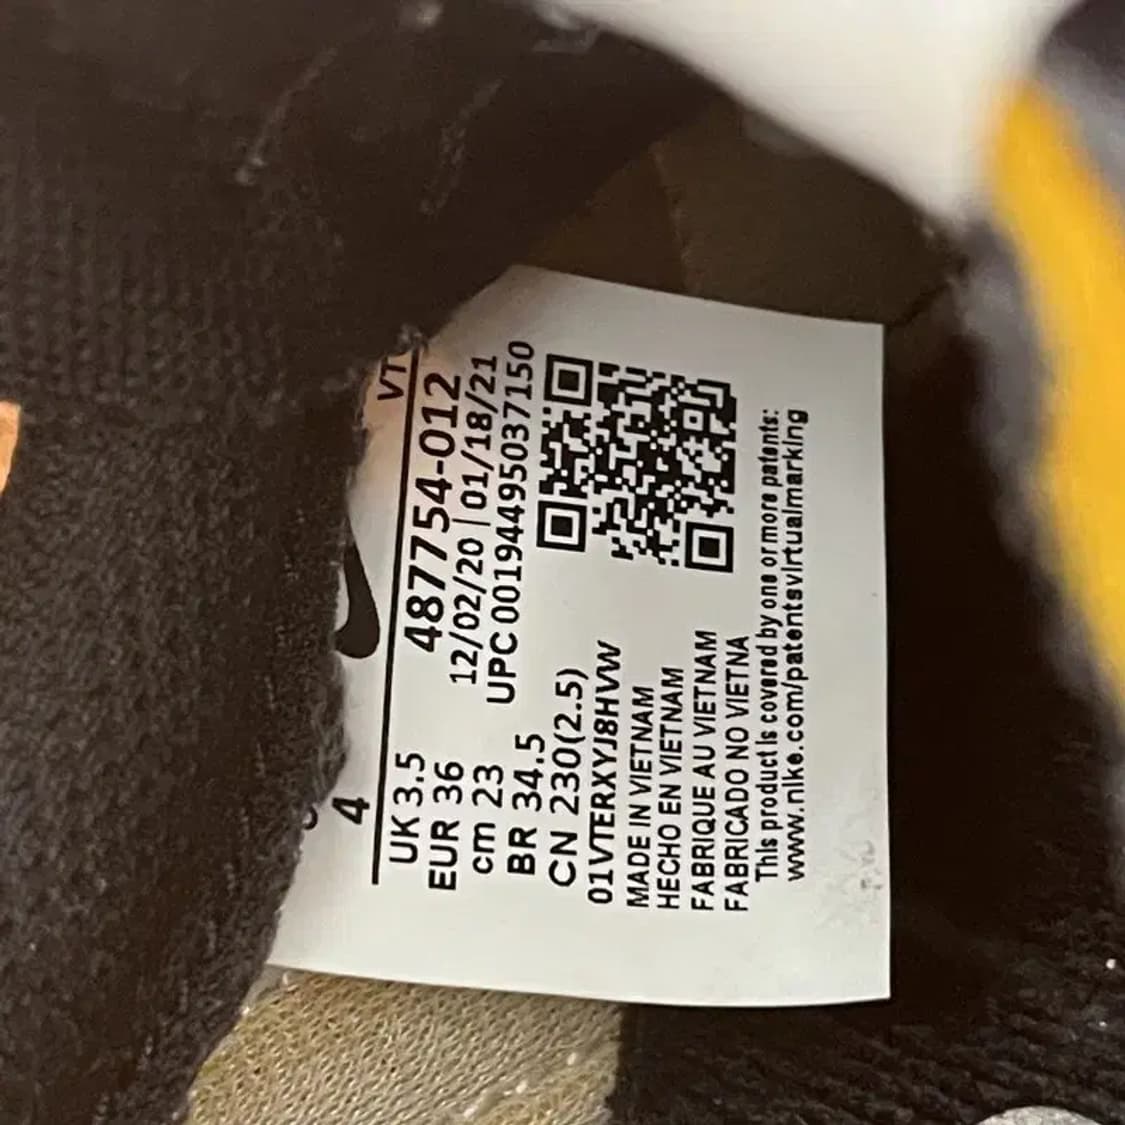 4
VT
UK 3.5
EUR 36
cm 23
BR 34.5
CN 230(2.5)
487754-012
12/02/20 | 01/18/21
UPC 00194495037150
01VTERXYJ8HVW
MADE IN VIETNAM
HECHO EN VIETNAM
FABRIQUE AU VIETNAM
FABRICADO NO VIETNA
This product is covered by one or more patents:
www.nike.com/patentsvirtualmarking